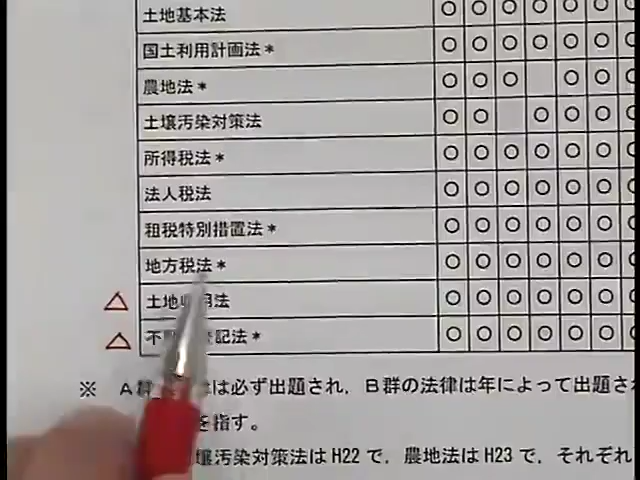 土地基本法 ○ ○ ○ ○ ○ ○
国土利用計画法* ○ ○ ○ ○ ○ ○ ○
農地法* ○ ○ ○ ○ ○ ○
土壌汚染対策法 ○ ○ ○ ○ ○ ○
所得税法* ○ ○ ○ ○ ○ ○ ○
法人税法 ○ ○ ○ ○ ○ ○ ○
租税特別措置法* ○ ○ ○ ○ ○ ○ ○
地方税法* ○ ○ ○ ○ ○ ○ ○
△ 土地 用法 ○ ○ ○ ○ ○ ○ ○
△ 不 登記法* ○ ○ ○ ○ ○ ○ ○
※ A群 は必ず出題され,B群の法律は年によって出題さ
を指す。
壌汚染対策法はH22で,農地法はH23で,それぞれ